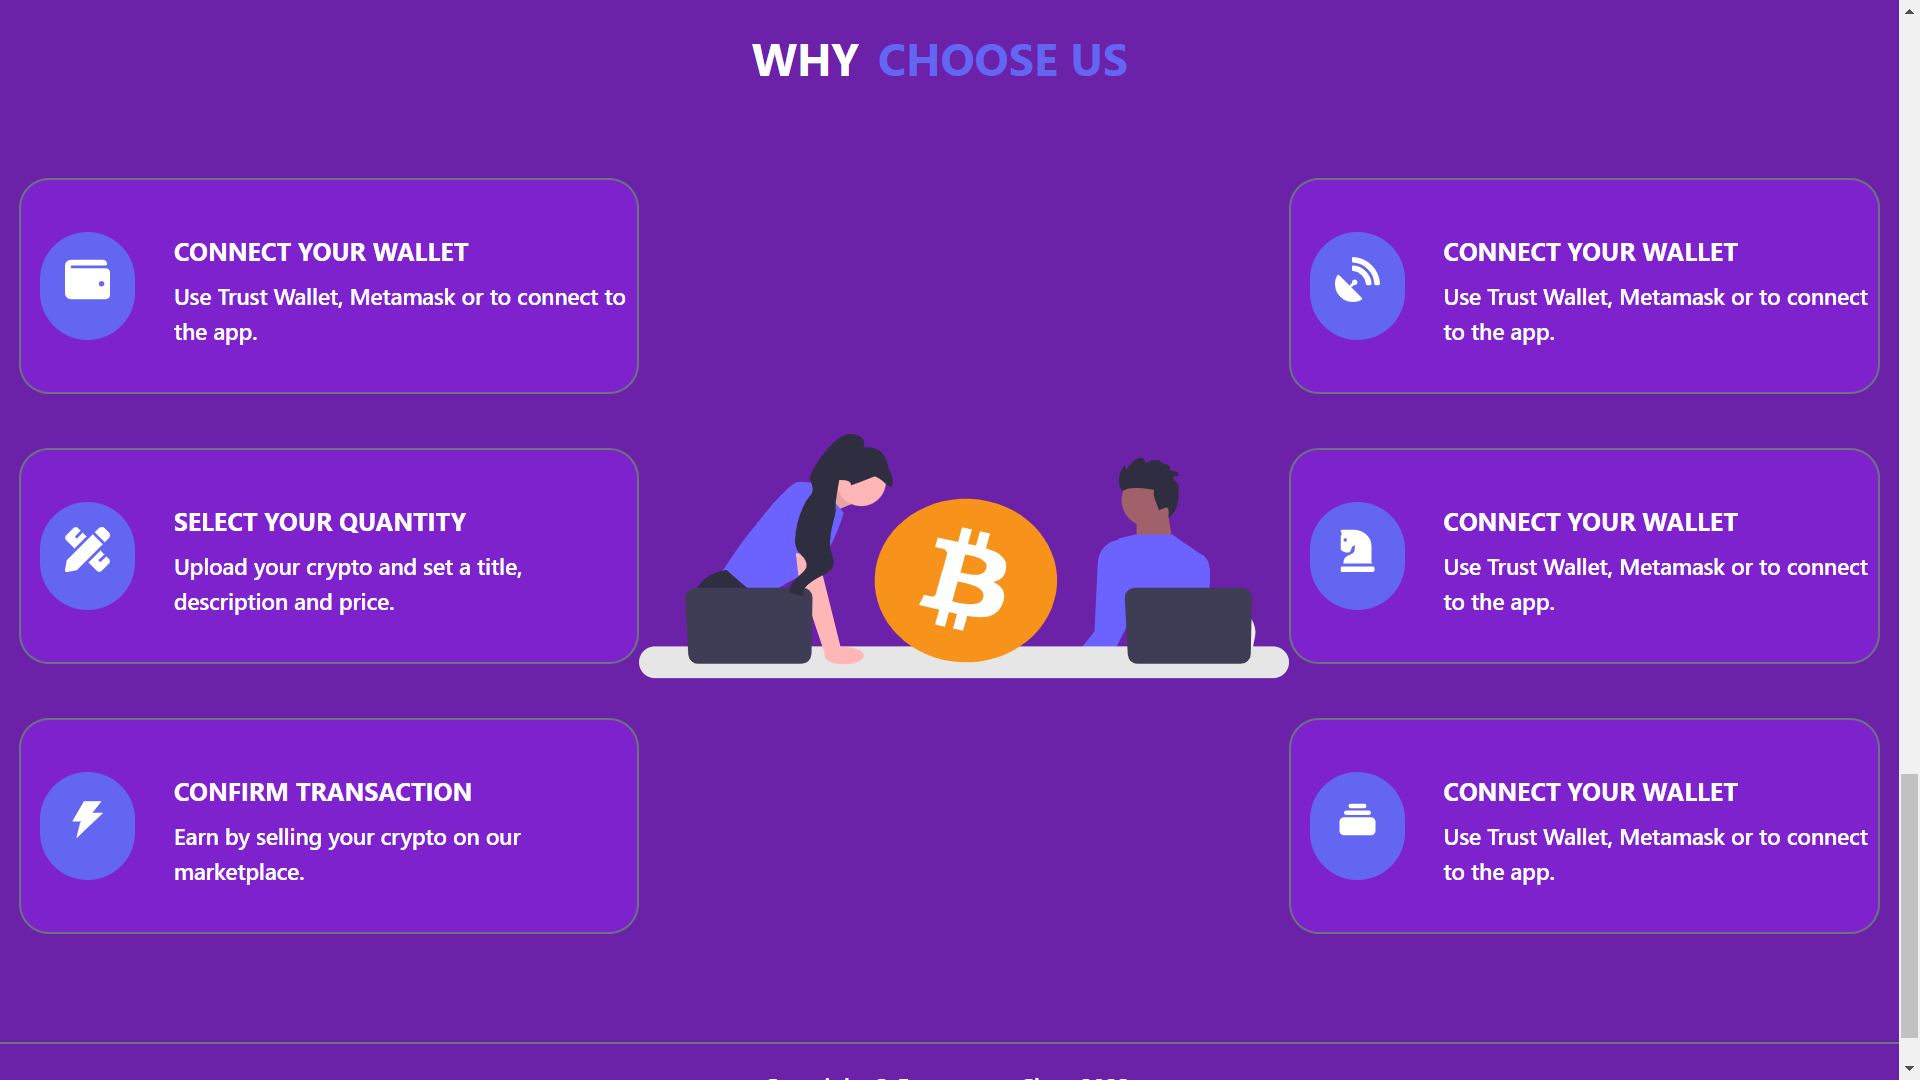 WHY CHOOSE US
CONNECT YOUR WALLET
Use Trust Wallet, Metamask or to connect to
the app.
SELECT YOUR QUANTITY
Upload your crypto and set a title,
description and price.
CONFIRM TRANSACTION
Earn by selling your crypto on our
marketplace.
CONNECT YOUR WALLET
Use Trust Wallet, Metamask or to connect
to the app.
CONNECT YOUR WALLET
Use Trust Wallet, Metamask or to connect
to the app.
CONNECT YOUR WALLET
Use Trust Wallet, Metamask or to connect
to the app.